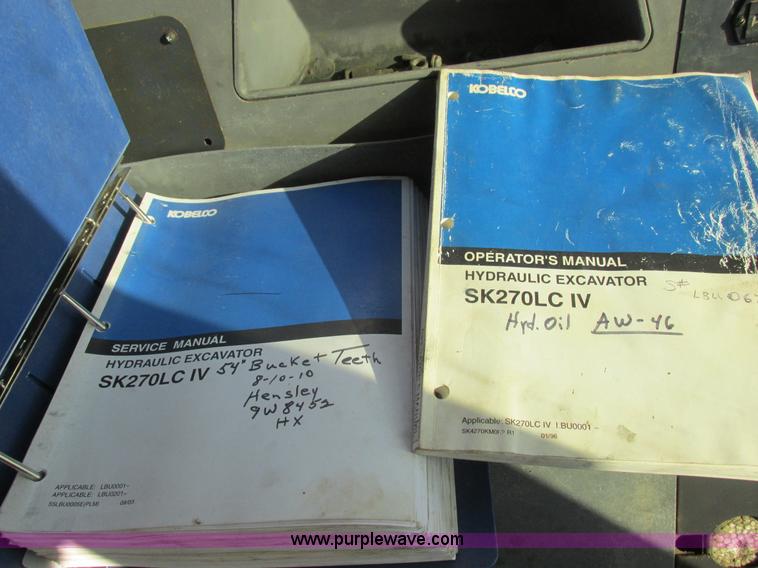 KOBELCO
SERVICE MANUAL
HYDRAULIC EXCAVATOR
SK270LC IV
54" Bucket Teeth
8-10-10
Hensley
9W8452
HX
APPLICABLE: LBU0001~
APPLICABLE: LBU0201~
KOBELCO
OPERATOR'S MANUAL
HYDRAULIC EXCAVATOR
SK270LC IV
S# LBU06
Hyd. Oil AW-46
Applicable: SK270LC IV LBU0001 ~
01/96
www.purplewave.com